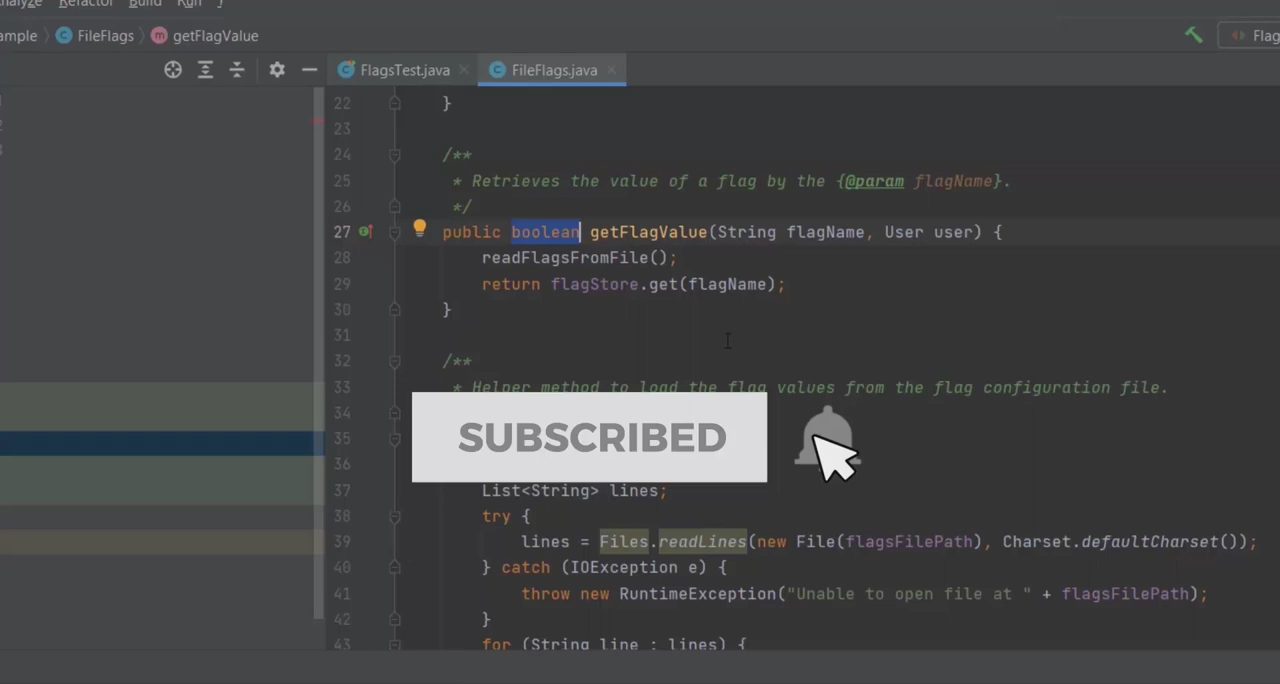 Refactor Build Run
FileFlags getFlagValue
Flag
FlagsTest.java FileFlags.java
22 }
23
24 /**
25 * Retrieves the value of a flag by the {@param flagName}.
26 */
27 public boolean getFlagValue(String flagName, User user) {
28 readFlagsFromFile();
29 return flagStore.get(flagName);
30 }
31
32 /**
33 * Helper method to load the flag values from the flag configuration file.
34
35
SUBSCRIBED
36
37 List<String> lines;
38 try {
39 lines = Files.readLines(new File(flagsFilePath), Charset.defaultCharset());
40 } catch (IOException e) {
41 throw new RuntimeException("Unable to open file at " + flagsFilePath);
42 }
43 for (String line : lines) {